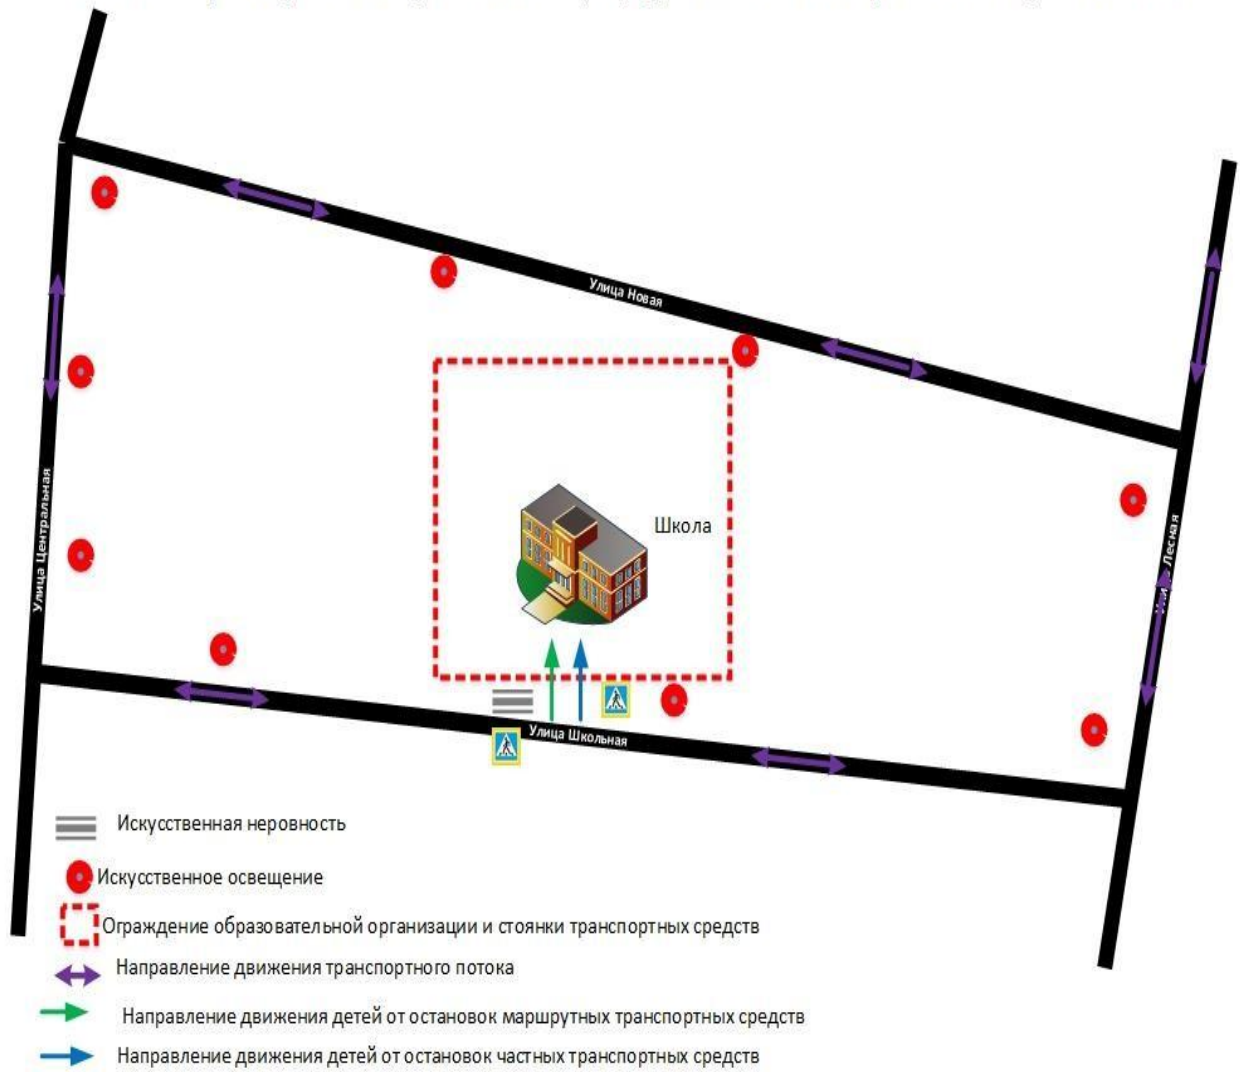 Улица Новая
Школа
Улица Центральная
Лесная
Улица Школьная
Искусственная неровность
Искусственное освещение
Ограждение образовательной организации и стоянки транспортных средств
Направление движения транспортного потока
Направление движения детей от остановок маршрутных транспортных средств
Направление движения детей от остановок частных транспортных средств